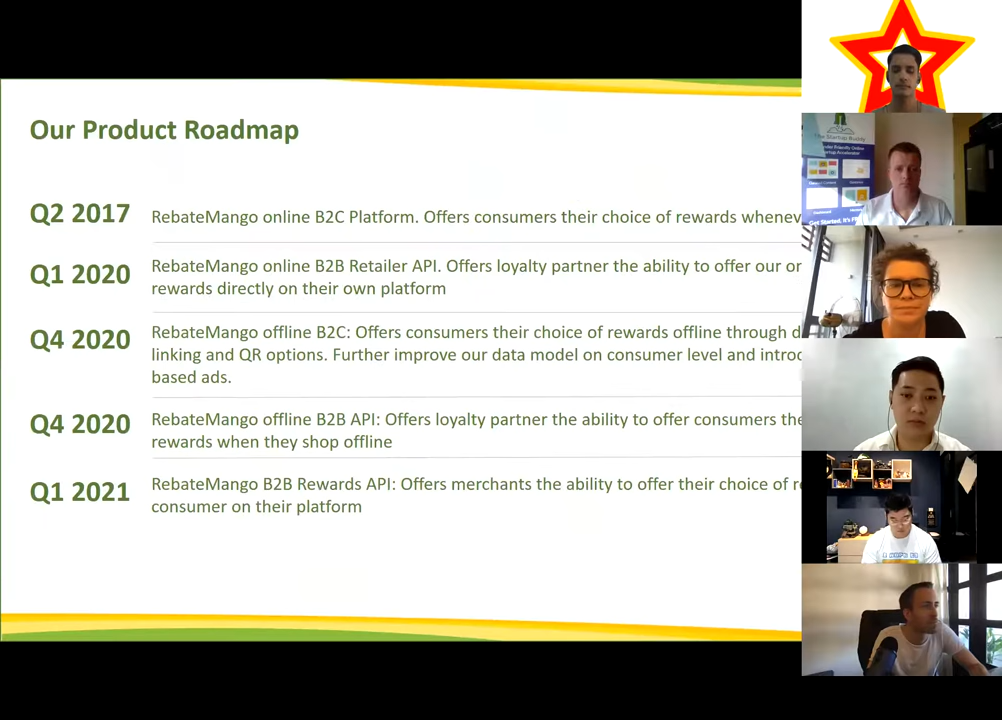 Our Product Roadmap
Q2 2017
RebateMango online B2C Platform. Offers consumers their choice of rewards
Q1 2020
RebateMango online B2B Retailer API. Offers loyalty partner the ability to offer our
rewards directly on their own platform
Q4 2020
RebateMango offline B2C: Offers consumers their choice of rewards offline through
linking and QR options. Further improve our data model on consumer level and
based ads.
Q4 2020
RebateMango offline B2B API: Offers loyalty partner the ability to offer consumers
rewards when they shop offline
Q1 2021
RebateMango B2B Rewards API: Offers merchants the ability to offer their choice of
consumer on their platform
The Startup Buddy